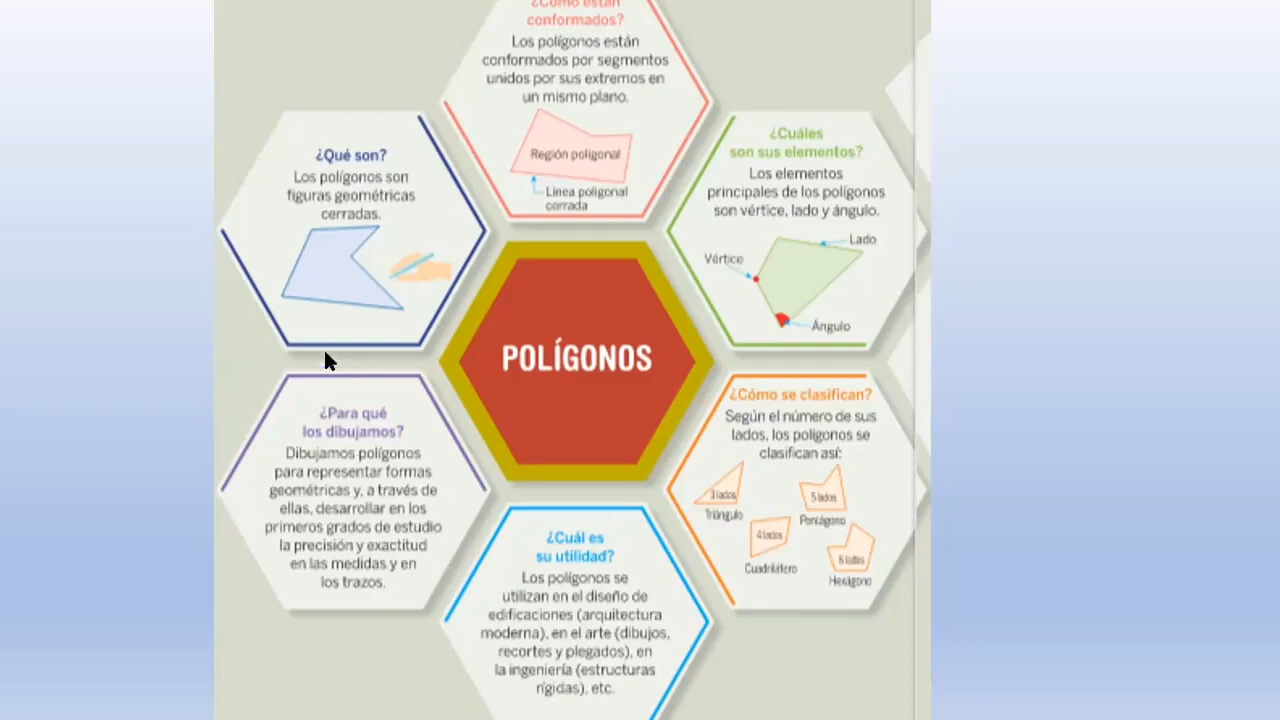 ¿Cómo están
conformados?
Los polígonos están
conformados por segmentos
unidos por sus extremos en
un mismo plano.
Región poligonal
Línea poligonal
cerrada
¿Qué son?
Los polígonos son
figuras geométricas
cerradas.
¿Cuáles
son sus elementos?
Los elementos
principales de los polígonos
son vértice, lado y ángulo.
Lado
Vértice
Ángulo
POLÍGONOS
¿Para qué
los dibujamos?
Dibujamos polígonos
para representar formas
geométricas y, a través de
ellas, desarrollar en los
primeros grados de estudio
la precisión y exactitud
en las medidas y en
los trazos.
¿Cómo se clasifican?
Según el número de sus
lados, los polígonos se
clasifican así:
3 lados
Triángulo
5 lados
Pentágono
4 lados
Cuadrilátero
6 lados
Hexágono
¿Cuál es
su utilidad?
Los polígonos se
utilizan en el diseño de
edificaciones (arquitectura
moderna), en el arte (dibujos,
recortes y plegados), en
la ingeniería (estructuras
rígidas), etc.